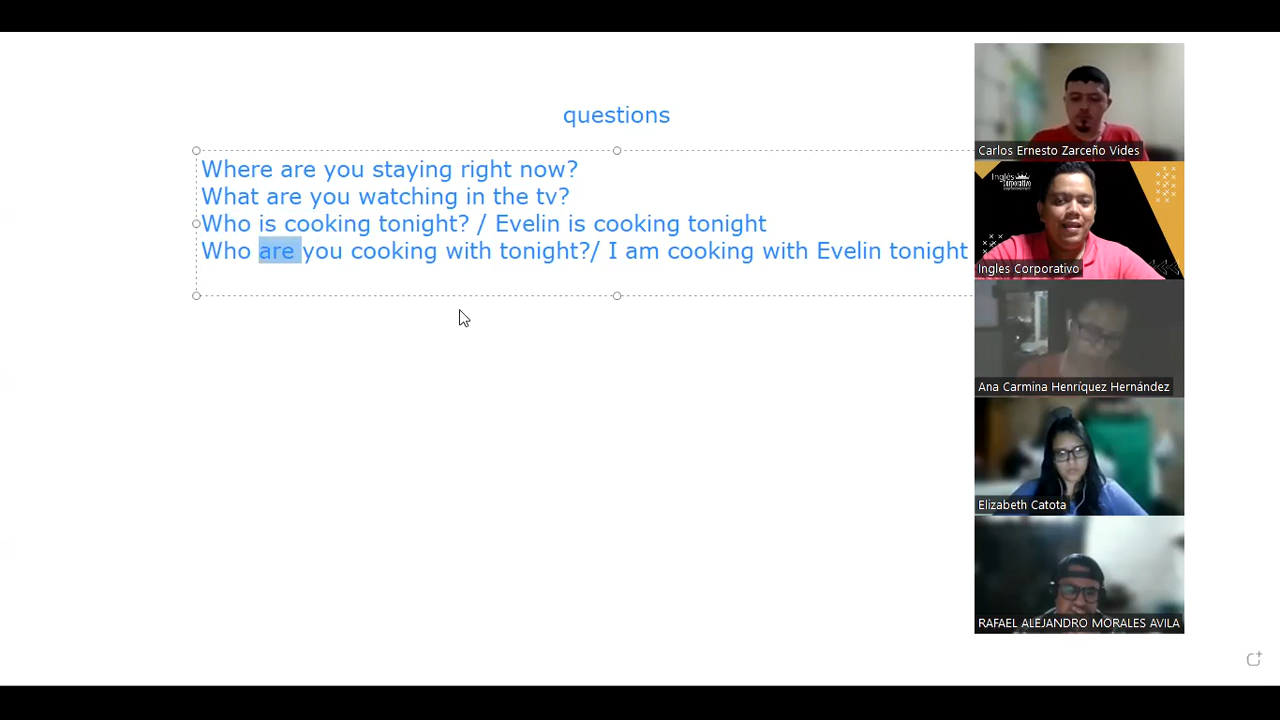 questions
Where are you staying right now?
What are you watching in the tv?
Who is cooking tonight? / Evelin is cooking tonight
Who are you cooking with tonight?/ I am cooking with Evelin tonight
Carlos Ernesto Zarceño Vides
Inglés
Corporativo
Ingles Corporativo
Ana Carmina Henríquez Hernández
Elizabeth Catota
RAFAEL ALEJANDRO MORALES AVILA